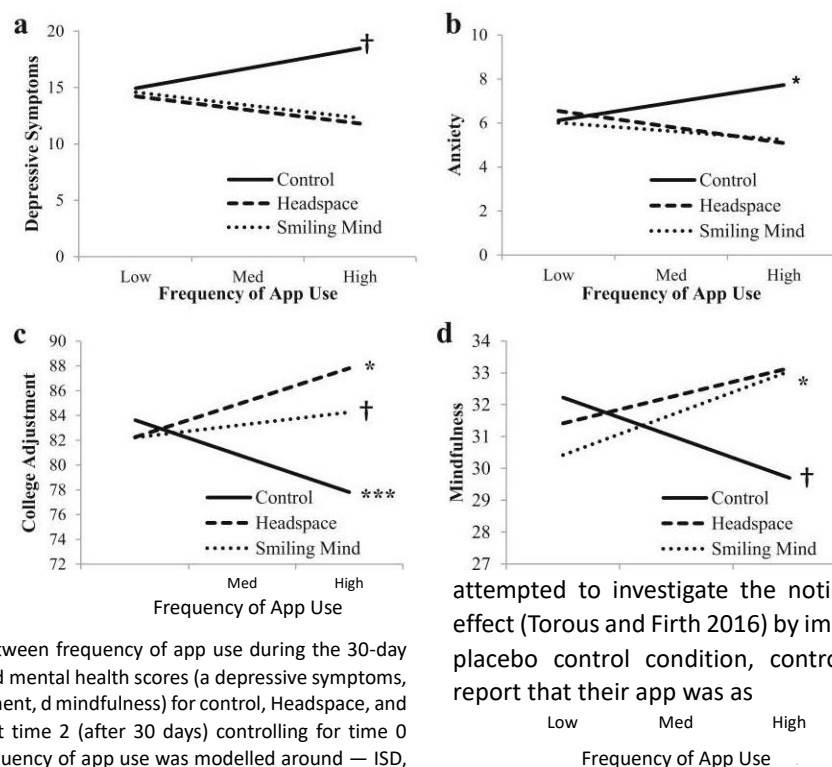 a
20
15
10
5
0
Depressive Symptoms
†
Control
Headspace
Smiling Mind
Low Med High
Frequency of App Use
b
10
8
6
4
2
0
Anxiety
*
Control
Headspace
Smiling Mind
Low Med High
Frequency of App Use
c
90
88
86
84
82
80
78
76
74
72
College Adjustment
*
†
***
Control
Headspace
Smiling Mind
Med High
Frequency of App Use
d
34
33
32
31
30
29
28
27
Mindfulness
*
†
Control
Headspace
Smiling Mind
tween frequency of app use during the 30-day
d mental health scores (a depressive symptoms,
ment, d mindfulness) for control, Headspace, and
t time 2 (after 30 days) controlling for time 0
uency of app use was modelled around — ISD,
attempted to investigate the noti
effect (Torous and Firth 2016) by im
placebo control condition, contro
report that their app was as
Low Med High
Frequency of App Use